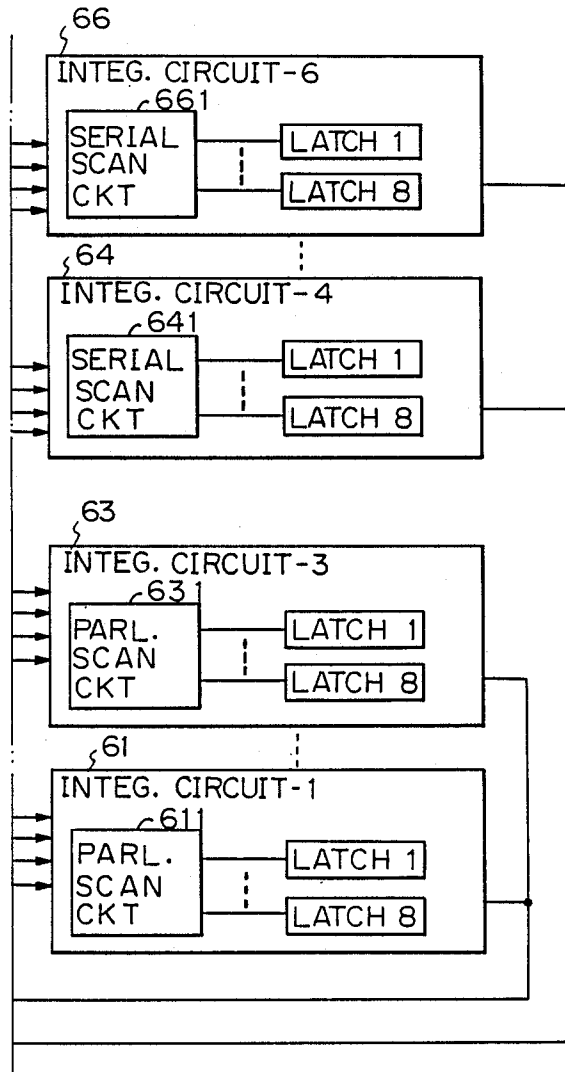 66
INTEG. CIRCUIT-6
661
SERIAL
SCAN
CKT
LATCH 1
LATCH 8
64
INTEG. CIRCUIT-4
641
SERIAL
SCAN
CKT
LATCH 1
LATCH 8
63
INTEG. CIRCUIT-3
631
PARL.
SCAN
CKT
LATCH 1
LATCH 8
61
INTEG. CIRCUIT-1
611
PARL.
SCAN
CKT
LATCH 1
LATCH 8